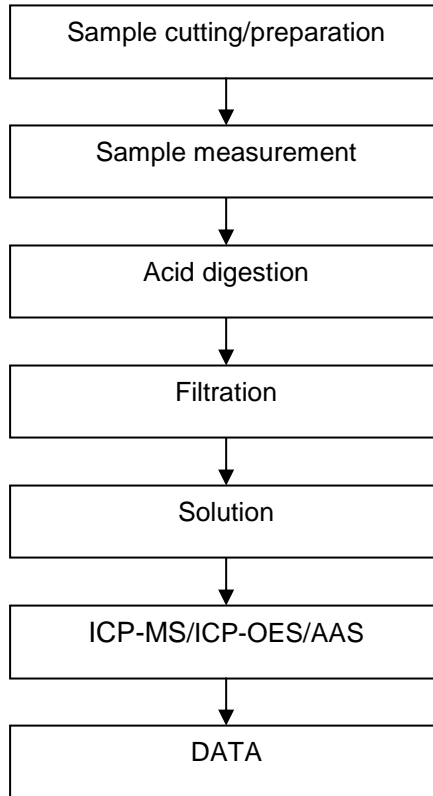 Sample cutting/preparation
Sample measurement
Acid digestion
Filtration
Solution
ICP-MS/ICP-OES/AAS
DATA